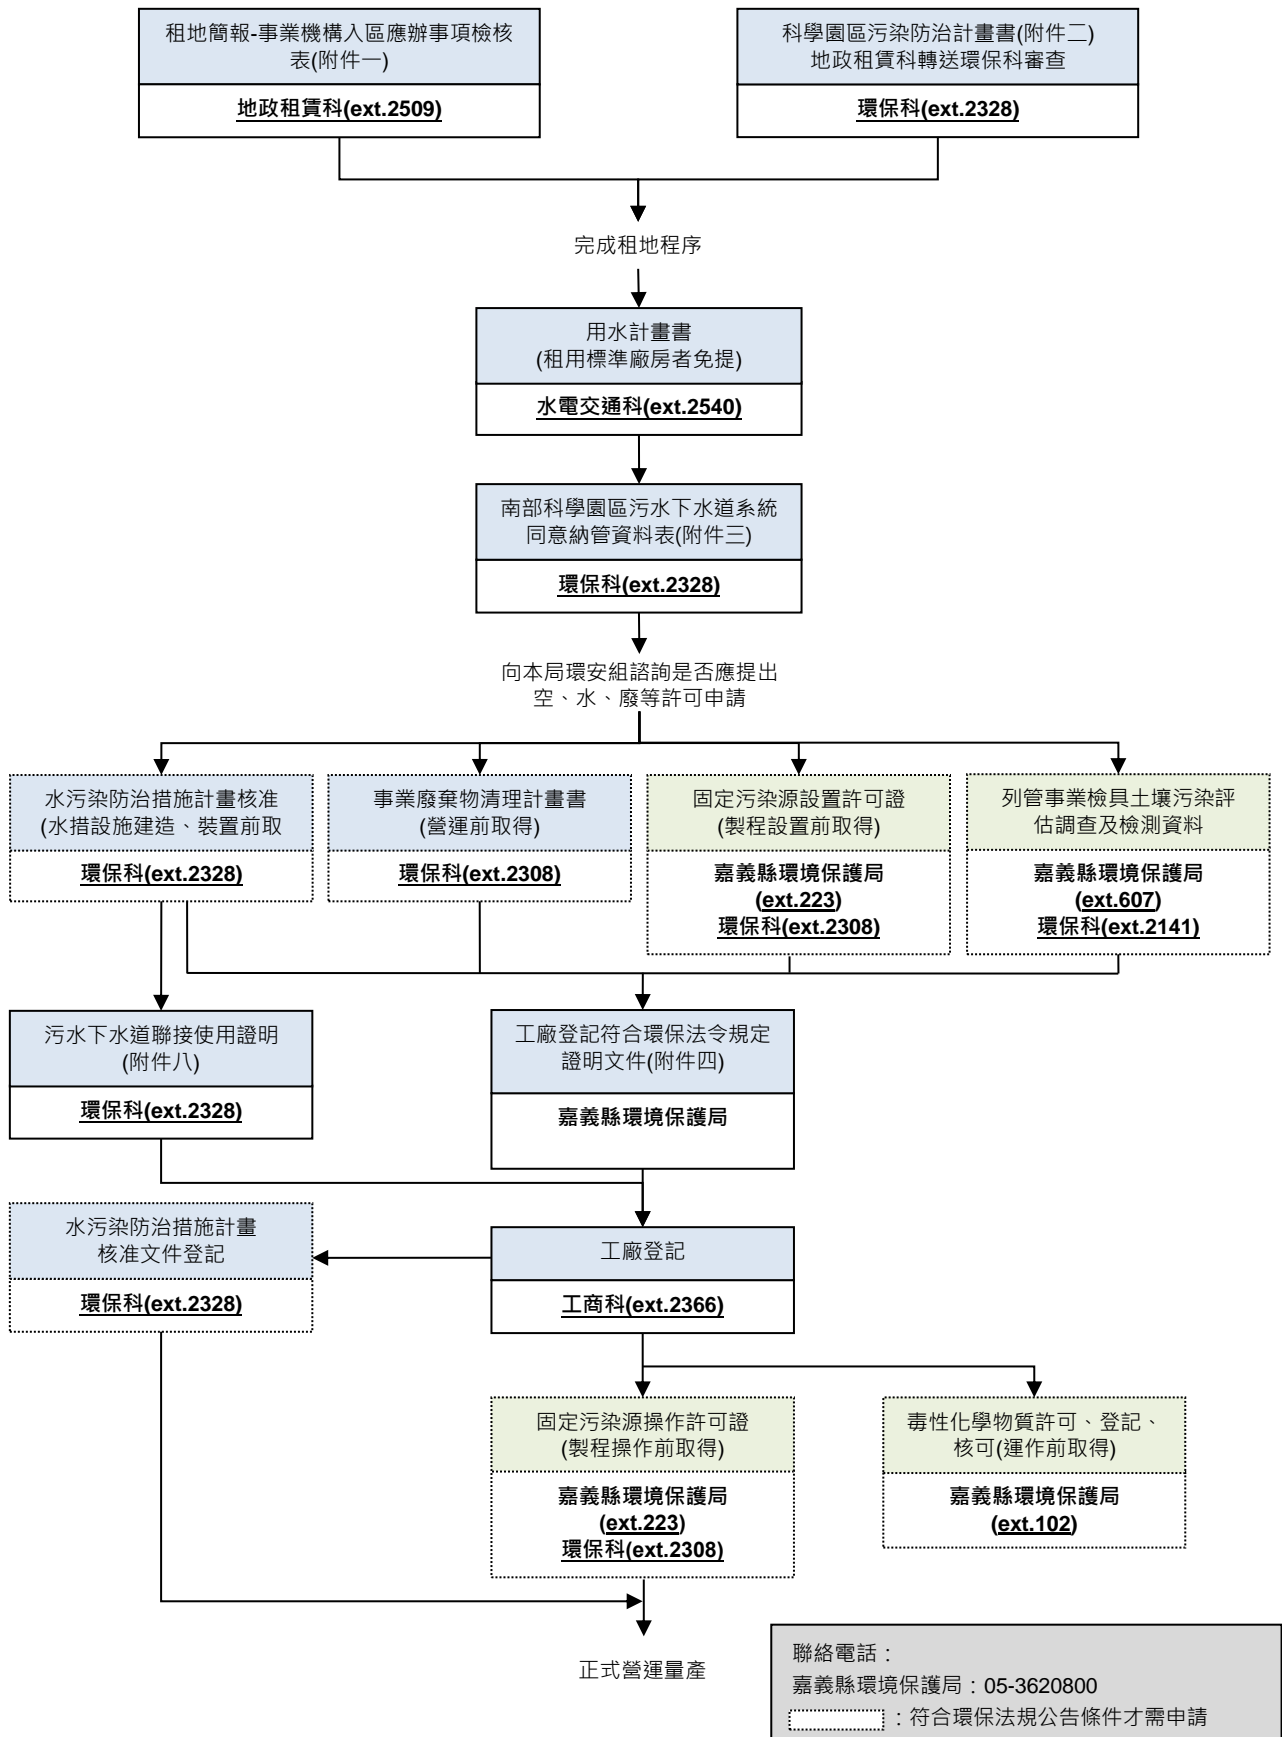 租地簡報-事業機構入區應辦事項檢核
表(附件一)
地政租賃科(ext.2509)
科學園區污染防治計畫書(附件二)
地政租賃科轉送環保科審查
環保科(ext.2328)
完成租地程序
用水計畫書
(租用標準廠房者免提)
水電交通科(ext.2540)
南部科學園區污水下水道系統
同意納管資料表(附件三)
環保科(ext.2328)
向本局環安組諮詢是否應提出
空、水、廢等許可申請
水污染防治措施計畫核准
(水措設施建造、裝置前取
環保科(ext.2328)
事業廢棄物清理計畫書
(營運前取得)
環保科(ext.2308)
固定污染源設置許可證
(製程設置前取得)
嘉義縣環境保護局
(ext.223)
環保科(ext.2308)
列管事業檢具土壤污染評
估調查及檢測資料
嘉義縣環境保護局
(ext.607)
環保科(ext.2141)
污水下水道聯接使用證明
(附件八)
環保科(ext.2328)
工廠登記符合環保法令規定
證明文件(附件四)
嘉義縣環境保護局
水污染防治措施計畫
核准文件登記
環保科(ext.2328)
工廠登記
工商科(ext.2366)
固定污染源操作許可證
(製程操作前取得)
嘉義縣環境保護局
(ext.223)
環保科(ext.2308)
毒性化學物質許可、登記、
核可(運作前取得)
嘉義縣環境保護局
(ext.102)
正式營運量產
聯絡電話：
嘉義縣環境保護局：05-3620800
：符合環保法規公告條件才需申請